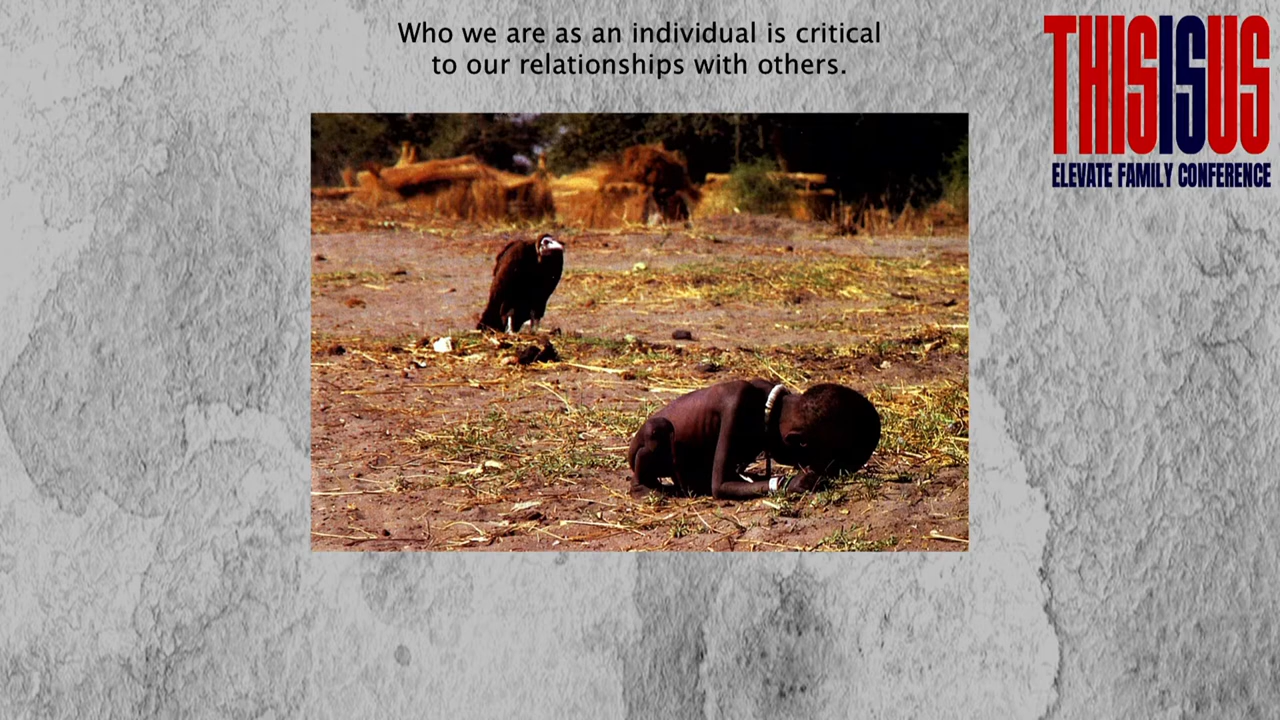 Who we are as an individual is critical
to our relationships with others.
THISISUS
ELEVATE FAMILY CONFERENCE